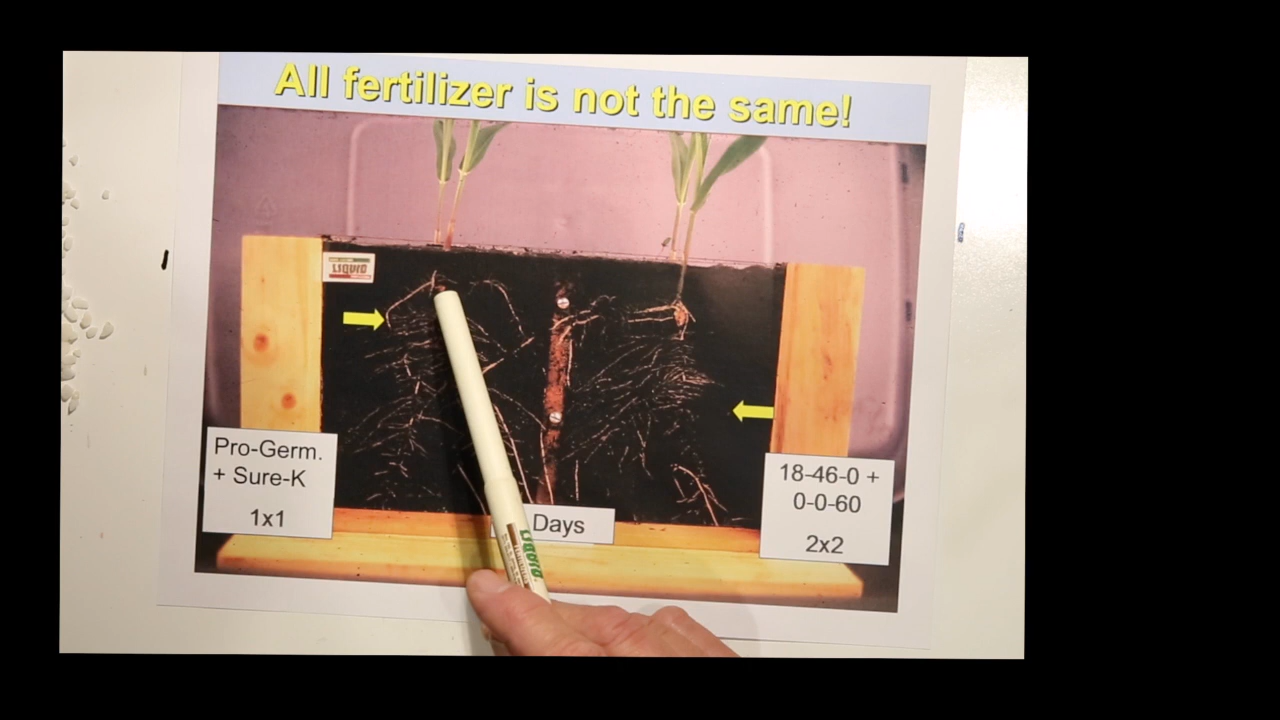 All fertilizer is not the same!
LIQUID
Pro-Germ.
+ Sure-K
1x1
Days
18-46-0 +
0-0-60
2x2
LIQUID